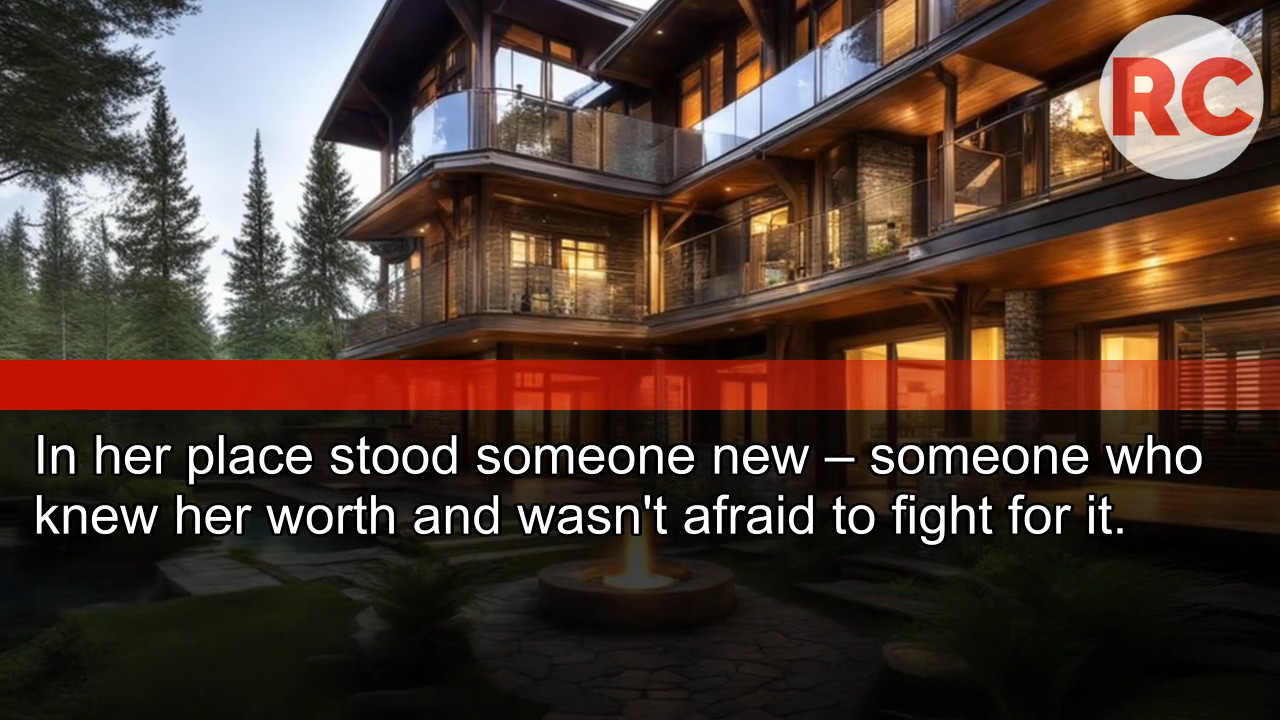 RC
In her place stood someone new – someone who
knew her worth and wasn't afraid to fight for it.